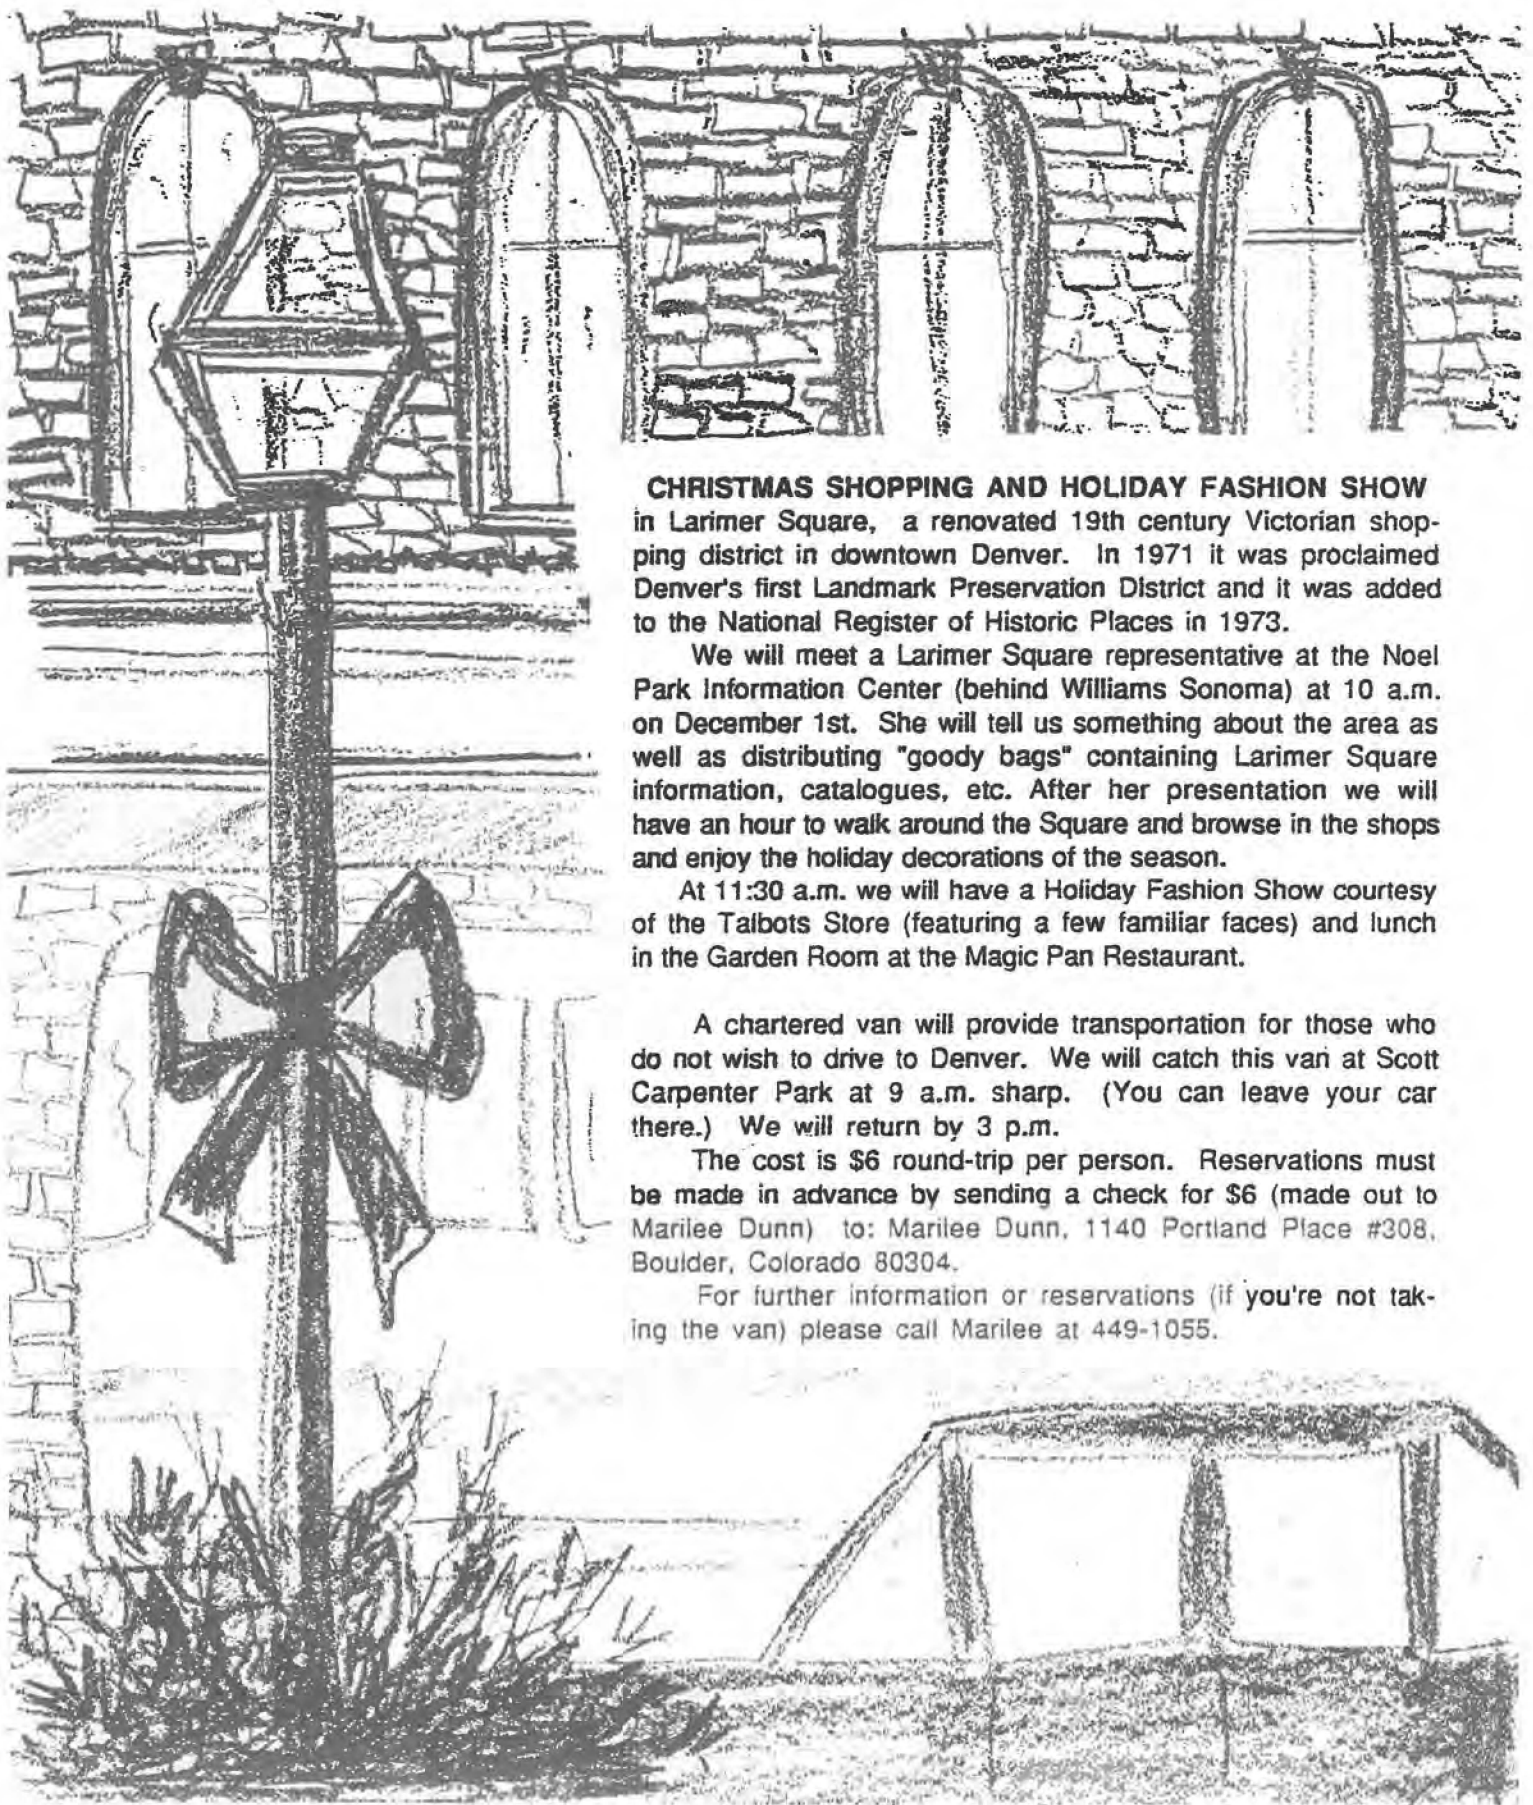 CHRISTMAS SHOPPING AND HOLIDAY FASHION SHOW
in Larimer Square, a renovated 19th century Victorian shop-
ping district in downtown Denver. In 1971 it was proclaimed
Denver's first Landmark Preservation District and it was added
to the National Register of Historic Places in 1973.
We will meet a Larimer Square representative at the Noel
Park Information Center (behind Williams Sonoma) at 10 a.m.
on December 1st. She will tell us something about the area as
well as distributing "goody bags" containing Larimer Square
information, catalogues, etc. After her presentation we will
have an hour to walk around the Square and browse in the shops
and enjoy the holiday decorations of the season.
At 11:30 a.m. we will have a Holiday Fashion Show courtesy
of the Talbots Store (featuring a few familiar faces) and lunch
in the Garden Room at the Magic Pan Restaurant.
A chartered van will provide transportation for those who
do not wish to drive to Denver. We will catch this van at Scott
Carpenter Park at 9 a.m. sharp. (You can leave your car
there.) We will return by 3 p.m.
The cost is $6 round-trip per person. Reservations must
be made in advance by sending a check for $6 (made out to
Marilee Dunn) to: Marilee Dunn, 1140 Portland Place #308,
Boulder, Colorado 80304.
For further information or reservations (if you're not tak-
ing the van) please call Marilee at 449-1055.